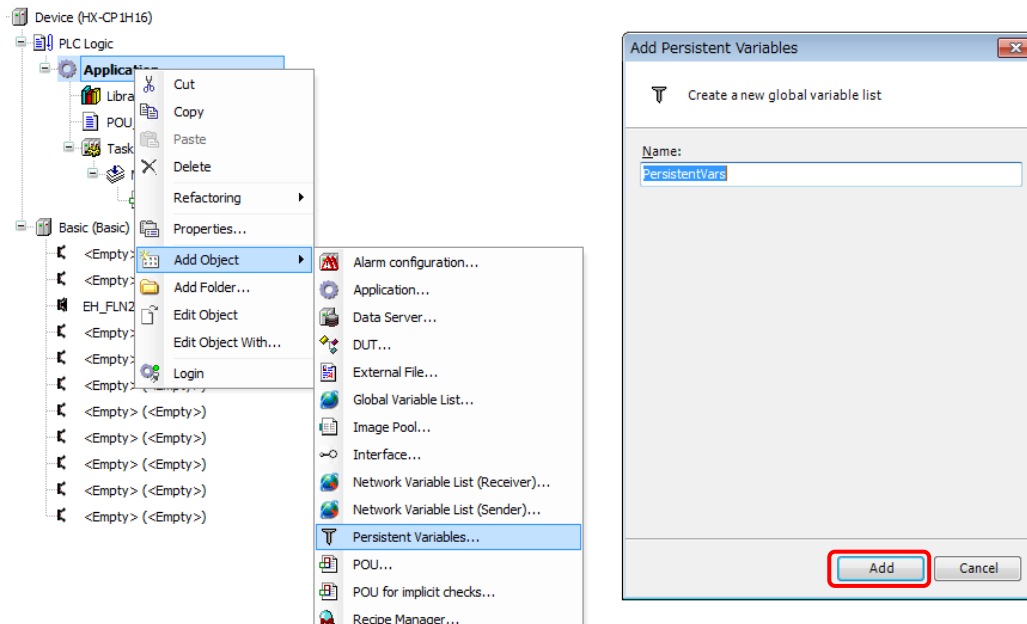 Device (HX-CP1H16)
PLC Logic
Application
Libra
POU
Task
Basic (Basic)
<Empty>
<Empty>
EH_FLN2
<Empty>
<Empty>
<Empty>
<Empty> (<Empty>)
<Empty> (<Empty>)
<Empty> (<Empty>)
<Empty> (<Empty>)
<Empty> (<Empty>)
Cut
Copy
Paste
Delete
Refactoring
Properties...
Add Object
Add Folder...
Edit Object
Edit Object With...
Login
Alarm configuration...
Application...
Data Server...
DUT...
External File...
Global Variable List...
Image Pool...
Interface...
Network Variable List (Receiver)...
Network Variable List (Sender)...
Persistent Variables...
POU...
POU for implicit checks...
Recipe Manager...
Add Persistent Variables
Create a new global variable list
Name:
PersistentVars
Add
Cancel